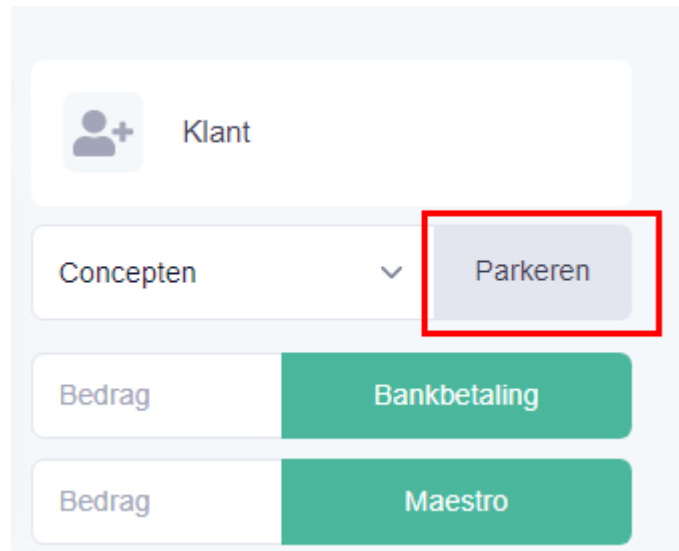 Klant
Concepten Parkeren
Bedrag Bankbetaling
Bedrag Maestro